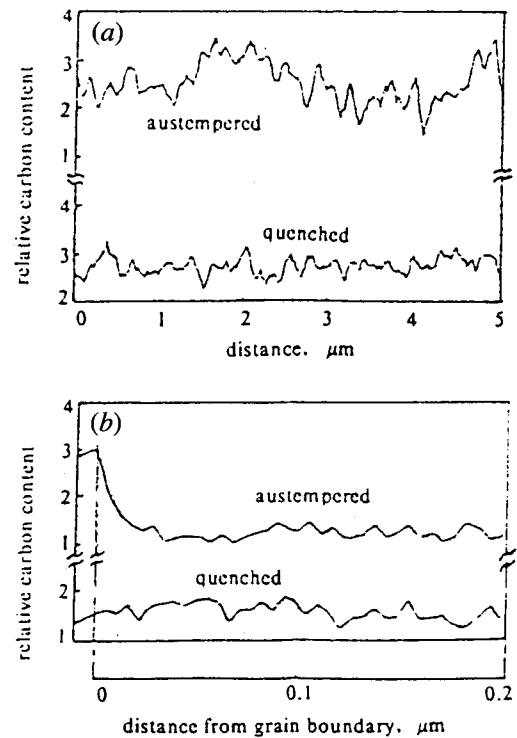 (a)
4
3
2
1
austempered
quenched
4
3
2
0 1 2 3 4 5
distance, μm
relative carbon content
(b)
4
3
2
1
austempered
quenched
2
1
0 0.1 0.2
distance from grain boundary, μm
relative carbon content